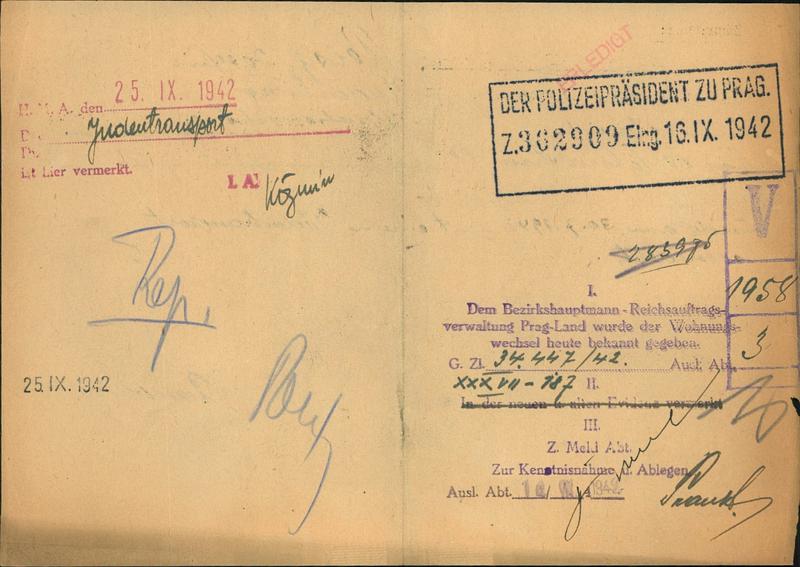 25. IX. 1942
H. M. A. den
Judentransport
ist hier vermerkt.
I. A.
Rep.
25. IX. 1942
ERLEDIGT
DER POLIZEIPRÄSIDENT ZU PRAG.
Z. 362909 Eing. 16. IX. 1942
V
1958
3
I.
Dem Bezirkshauptmann - Reichsauftrags-
verwaltung Prag-Land wurde der Wohnungs-
wechsel heute bekannt gegeben.
G. Zl. 34.447/42. Ausl. Abt.
XXXVII - 187 II.
In der neuen u. alten Evidenz vermerkt
III.
Z. Meld Abt.
Zur Kenntnisnahme u. Ablegen
Ausl. Abt.